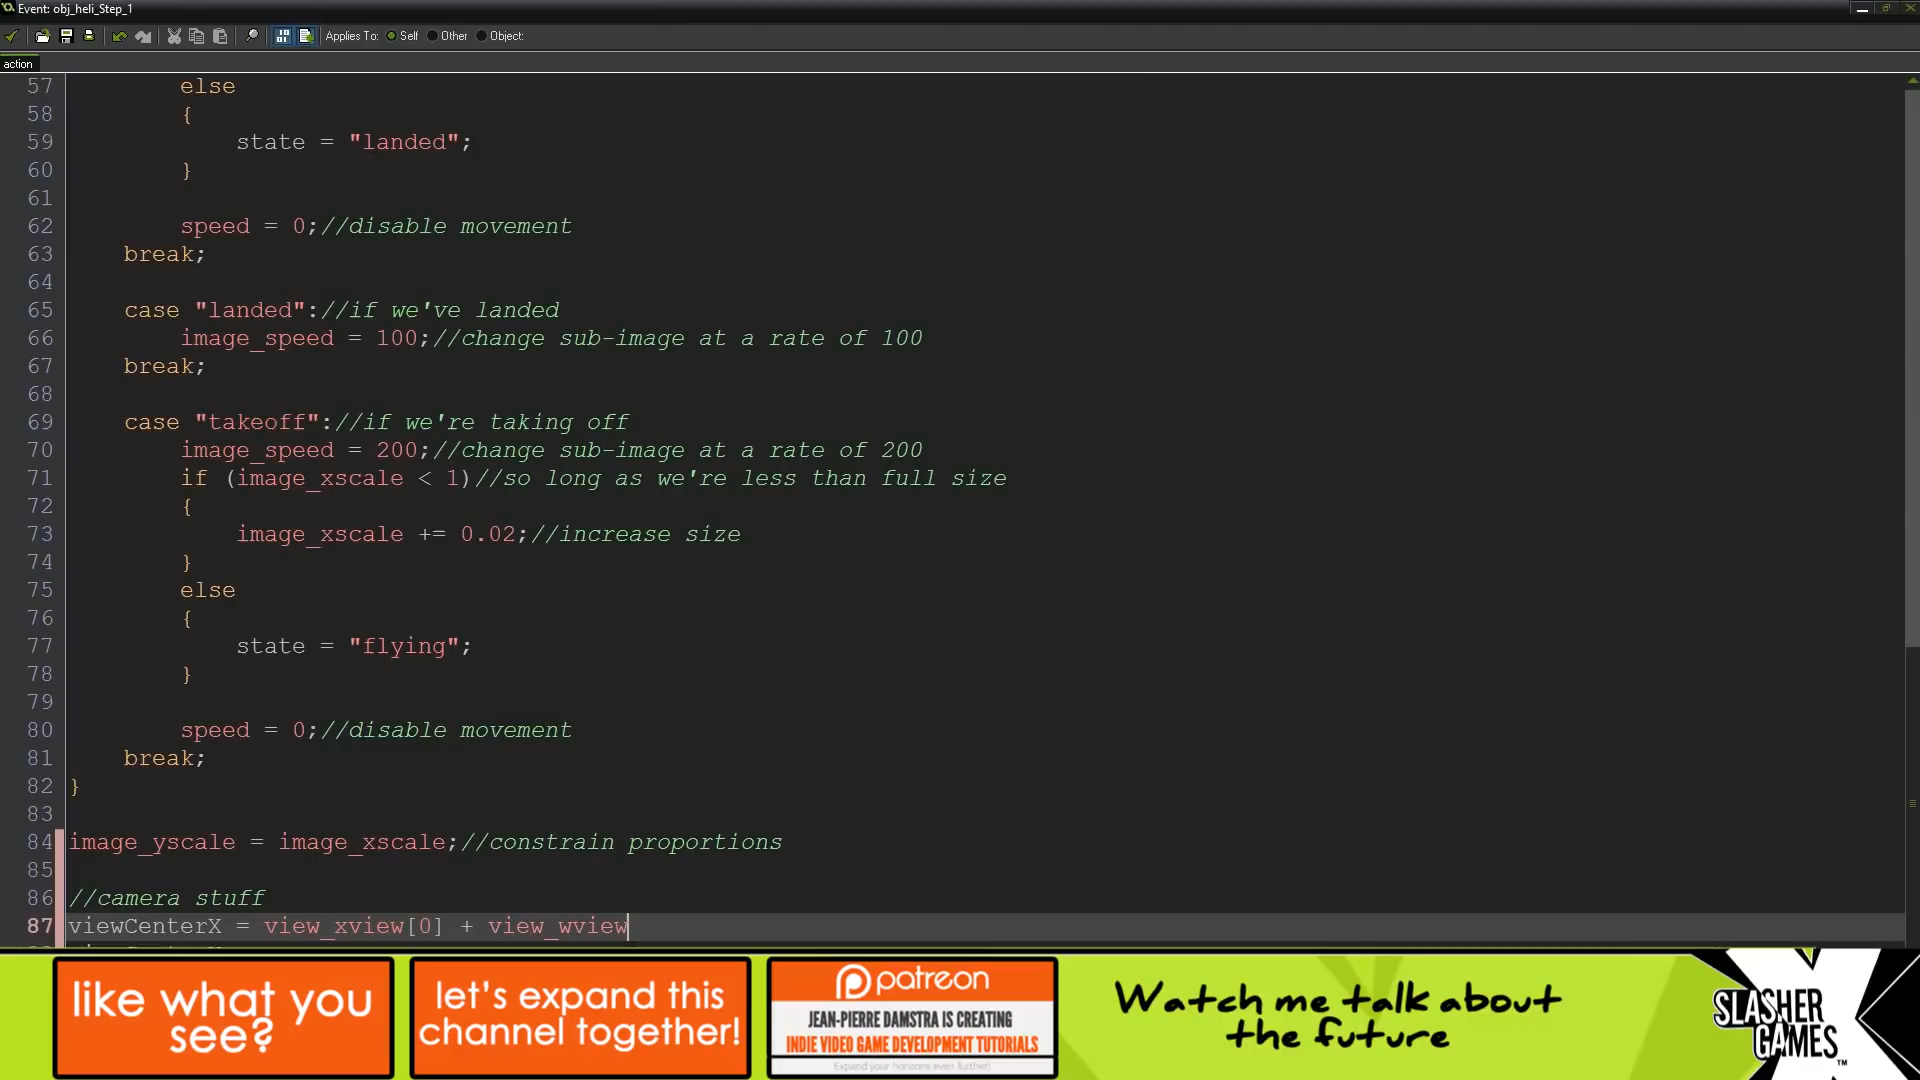 Event: obj_heli_Step_1
Applies To: Self Other Object:
action
57 else
58 {
59 state = "landed";
60 }
61
62 speed = 0;//disable movement
63 break;
64
65 case "landed"://if we've landed
66 image_speed = 100;//change sub-image at a rate of 100
67 break;
68
69 case "takeoff"://if we're taking off
70 image_speed = 200;//change sub-image at a rate of 200
71 if (image_xscale < 1)//so long as we're less than full size
72 {
73 image_xscale += 0.02;//increase size
74 }
75 else
76 {
77 state = "flying";
78 }
79
80 speed = 0;//disable movement
81 break;
82 }
83
84 image_yscale = image_xscale;//constrain proportions
85
86 //camera stuff
87 viewCenterX = view_xview[0] + view_wview
like what you
see?
let's expand this
channel together!
patreon
JEAN-PIERRE DAMSTRA IS CREATING
INDIE VIDEO GAME DEVELOPMENT TUTORIALS
Expand your horizons even further!
Watch me talk about
the future
SLASHER
GAMES™